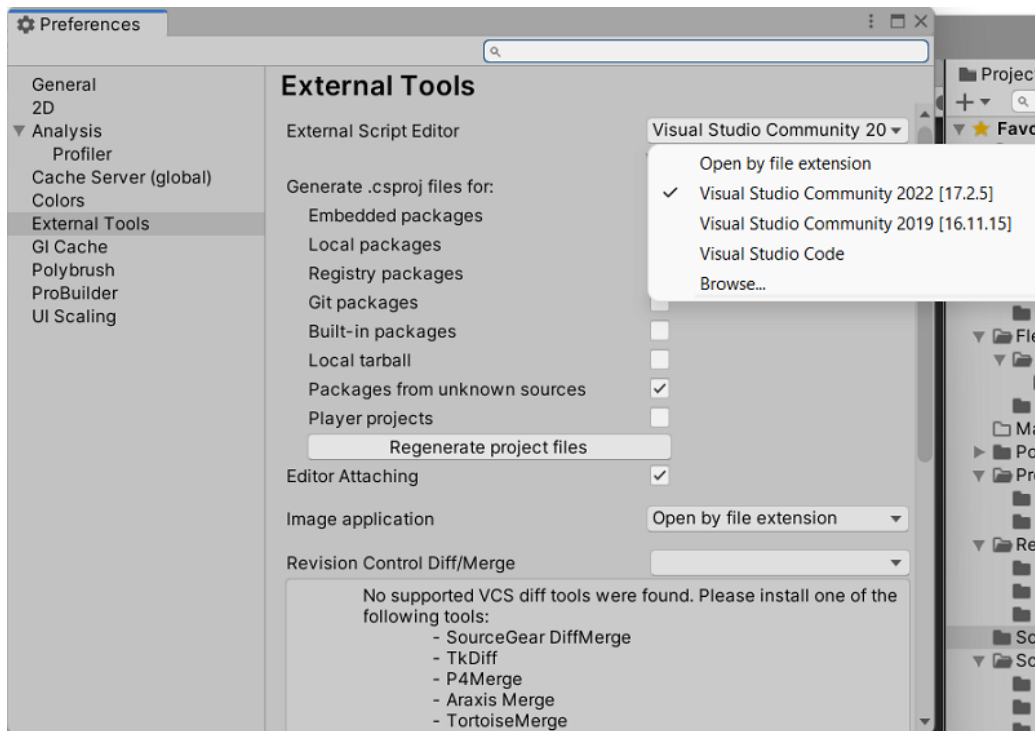 Preferences
General
2D
Analysis
Profiler
Cache Server (global)
Colors
External Tools
GI Cache
Polybrush
ProBuilder
UI Scaling
External Tools
External Script Editor
Visual Studio Community 20
Open by file extension
Visual Studio Community 2022 [17.2.5]
Visual Studio Community 2019 [16.11.15]
Visual Studio Code
Browse...
Generate .csproj files for:
Embedded packages
Local packages
Registry packages
Git packages
Built-in packages
Local tarball
Packages from unknown sources
Player projects
Regenerate project files
Editor Attaching
Image application
Open by file extension
Revision Control Diff/Merge
No supported VCS diff tools were found. Please install one of the
following tools:
- SourceGear DiffMerge
- TkDiff
- P4Merge
- Araxis Merge
- TortoiseMerge
Projec
Favo
Fle
Ma
Po
Pr
Re
Sc
Sc